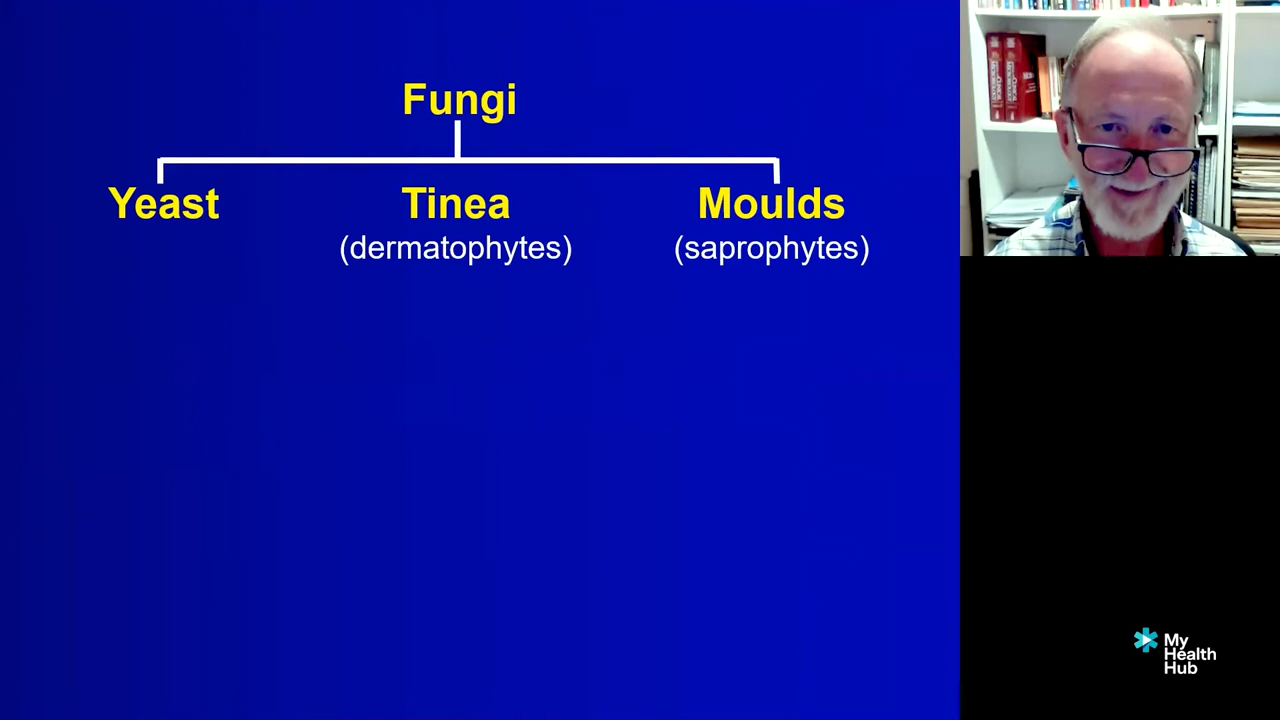 Fungi
Yeast
Tinea
Moulds
(dermatophytes)
(saprophytes)
My
Health
Hub